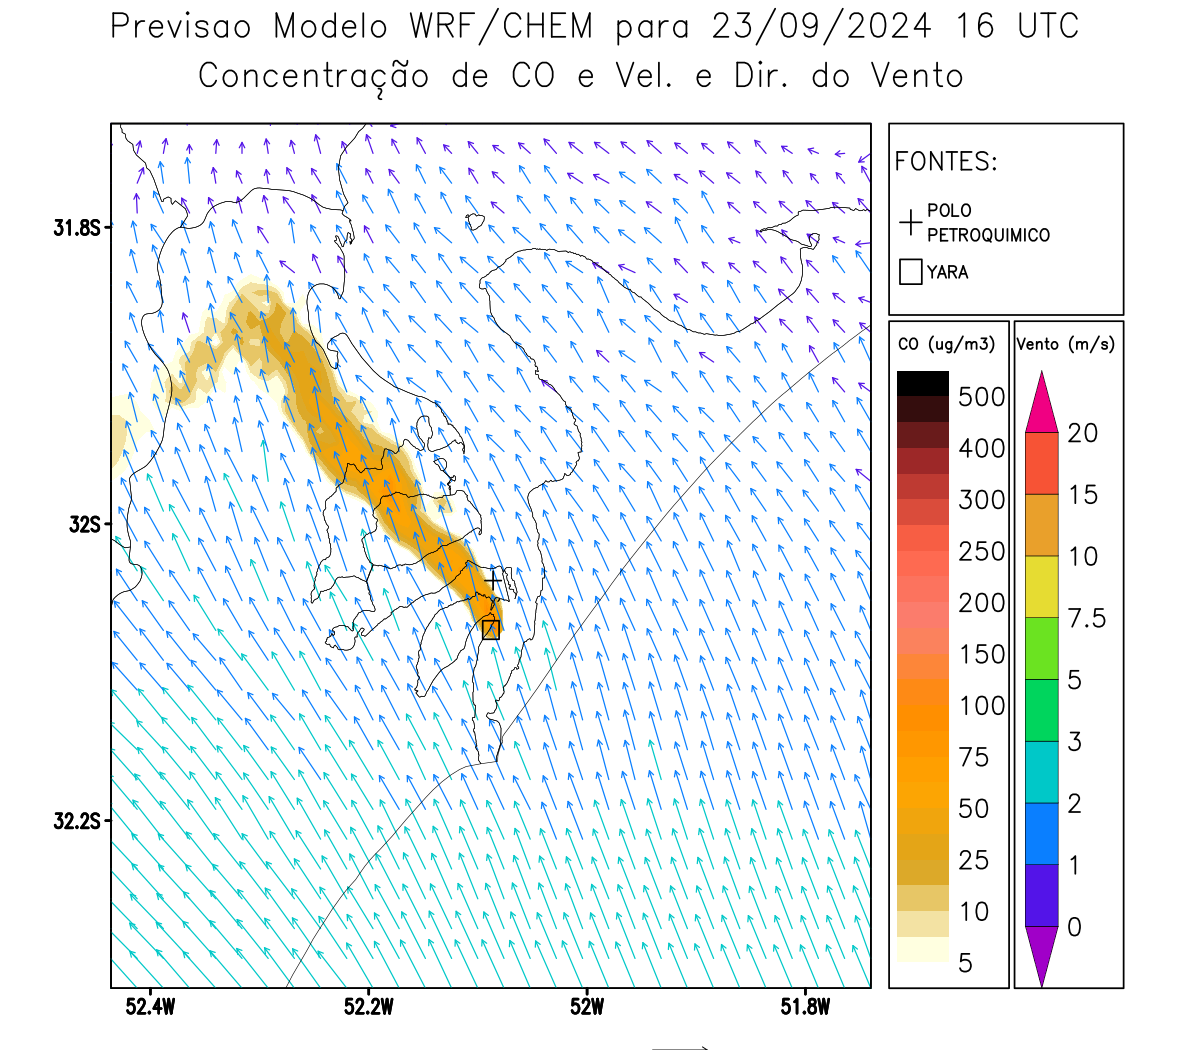 Previsao Modelo WRF/CHEM para 23/09/2024 16 UTC
Concentração de CO e Vel. e Dir. do Vento
FONTES:
POLO
PETROQUIMICO
YARA
CO (ug/m3)
500
400
300
250
200
150
100
75
50
25
10
5
Vento (m/s)
20
15
10
7.5
5
3
2
1
0
31.8S
32S
32.2S
52.4W
52.2W
52W
51.8W